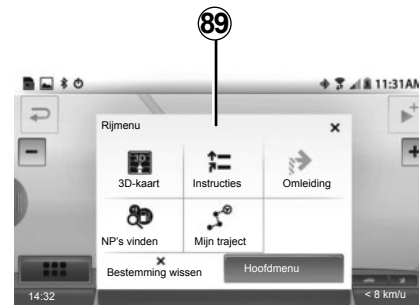 89
11:31AM
Rijmenu
3D
3D-kaart
Instructies
Omleiding
NP's vinden
Mijn traject
Bestemming wissen
Hoofdmenu
14:32
< 8 km/u